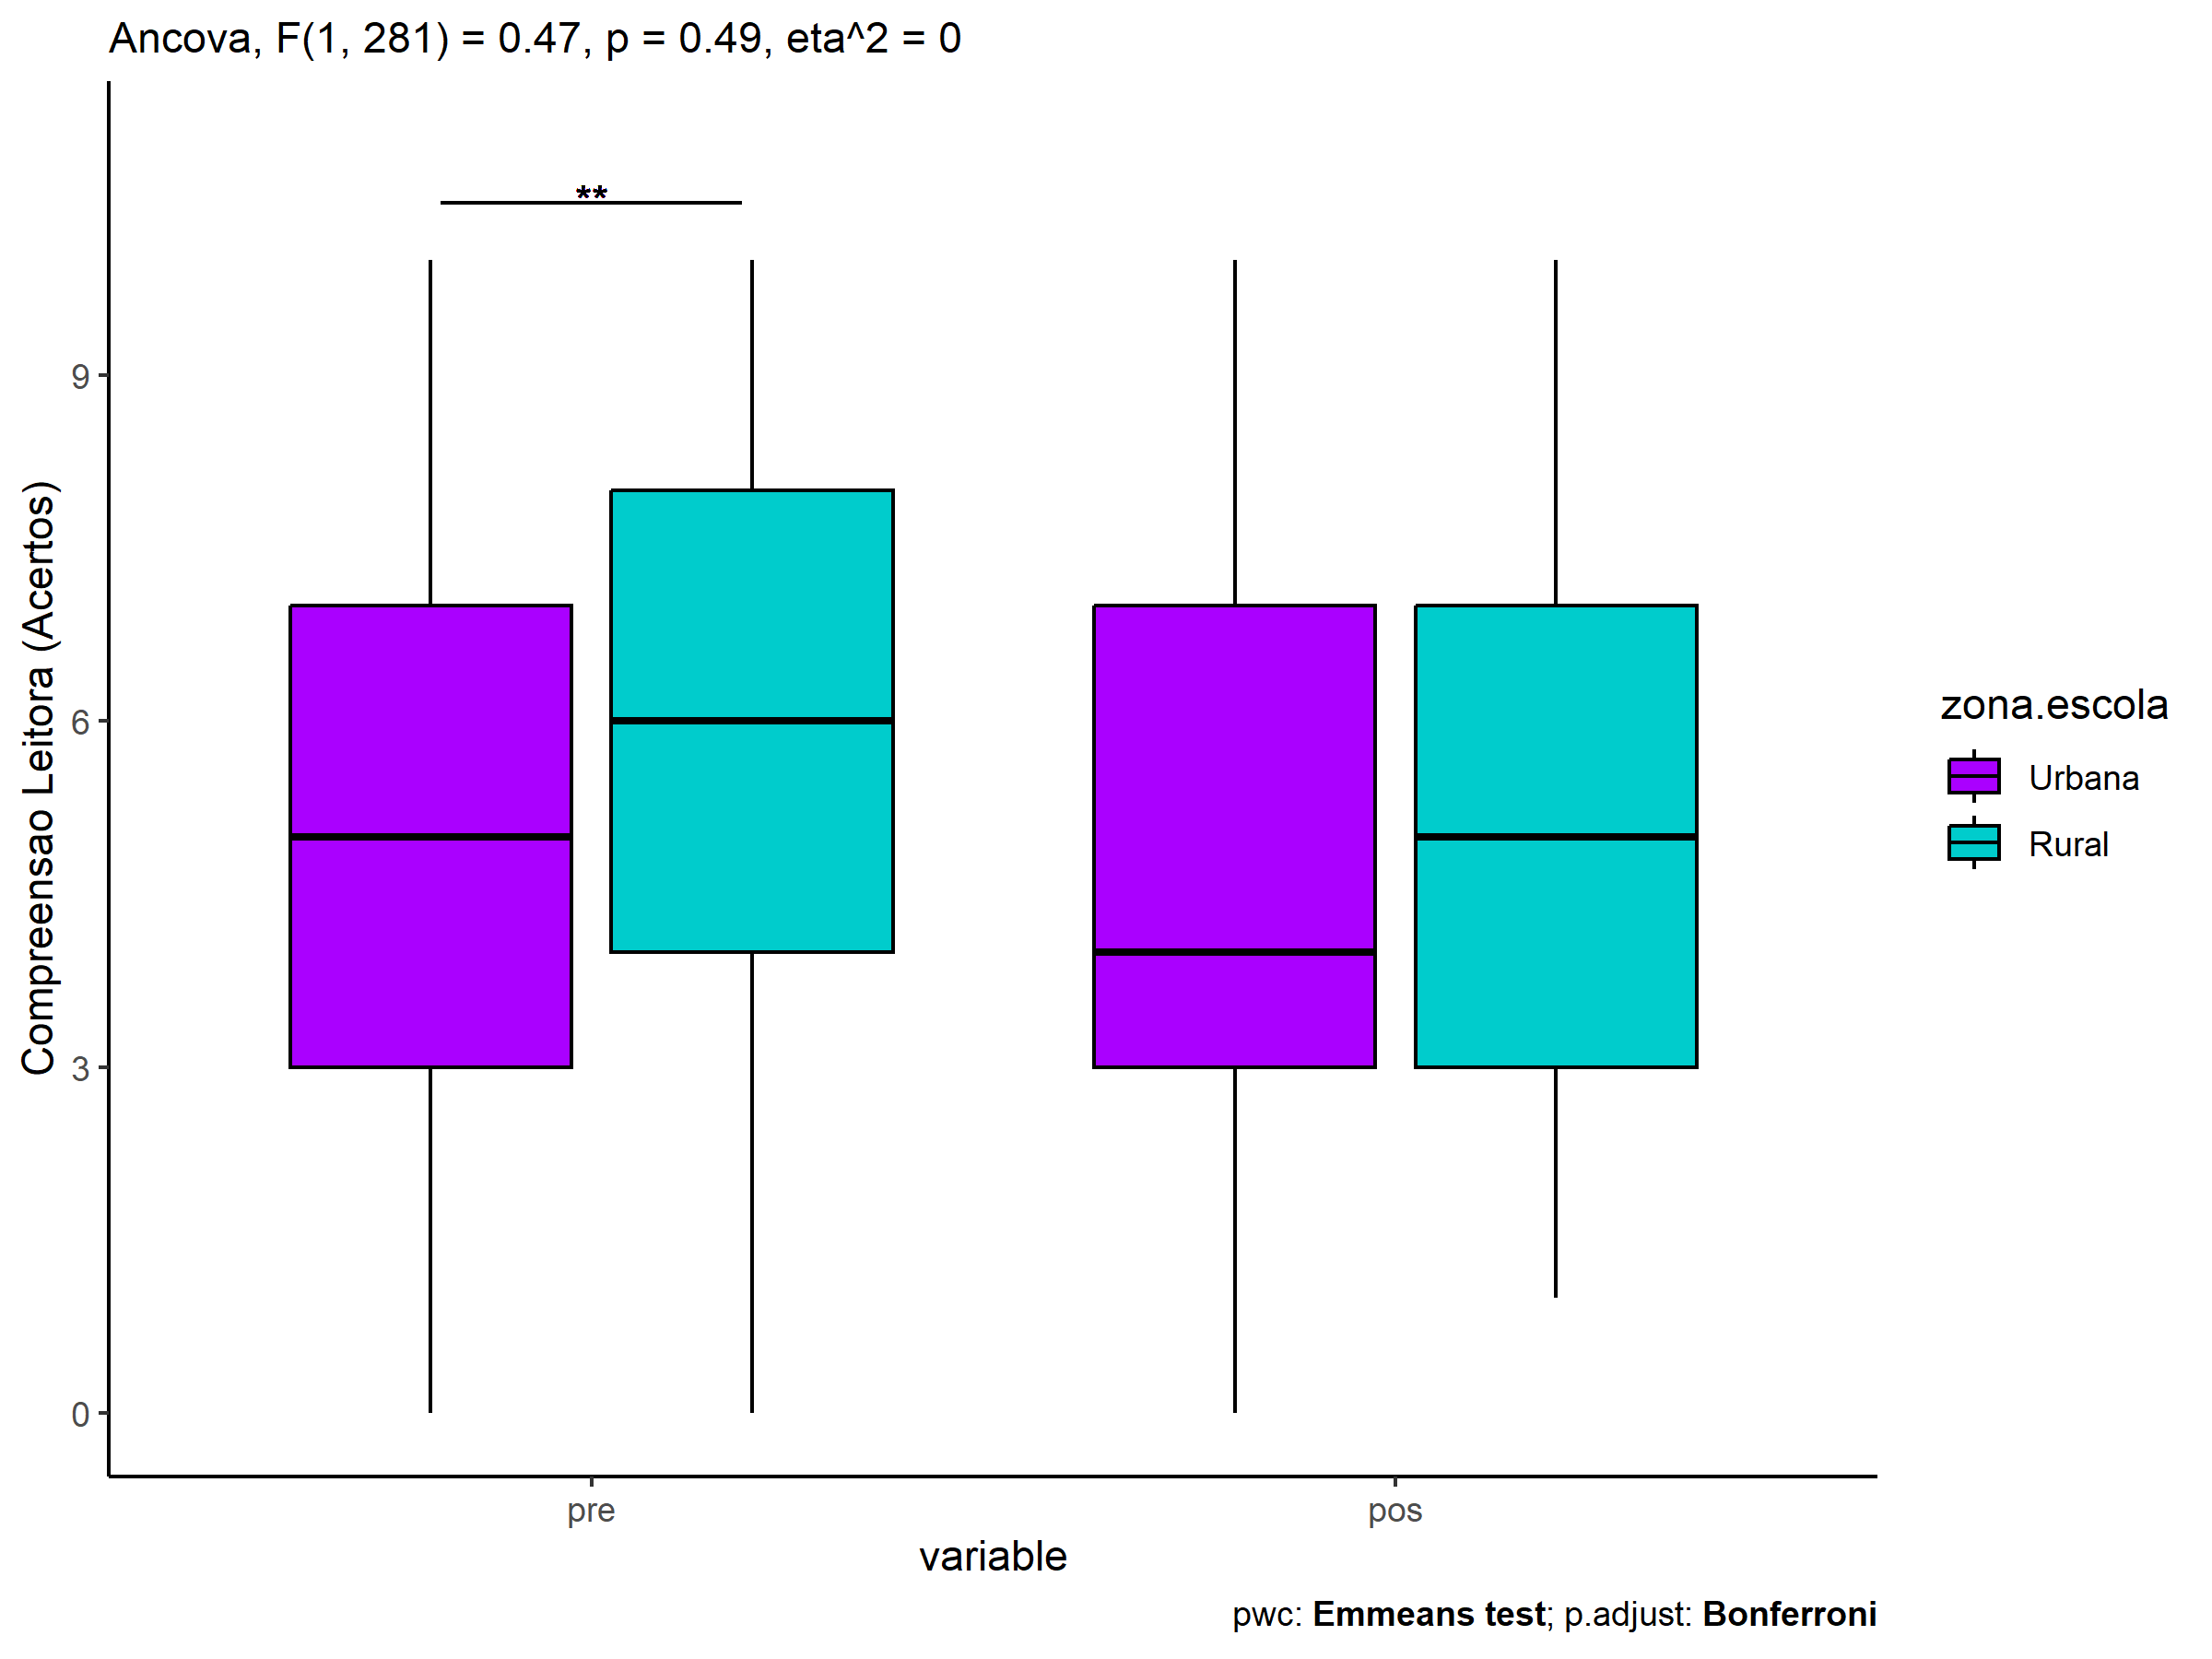 Ancova, F(1, 281) = 0.47, p = 0.49, eta^2 = 0
**
Compreensao Leitora (Acertos)
9
6
3
0
pre
pos
variable
zona.escola
Urbana
Rural
pwc: Emmeans test; p.adjust: Bonferroni